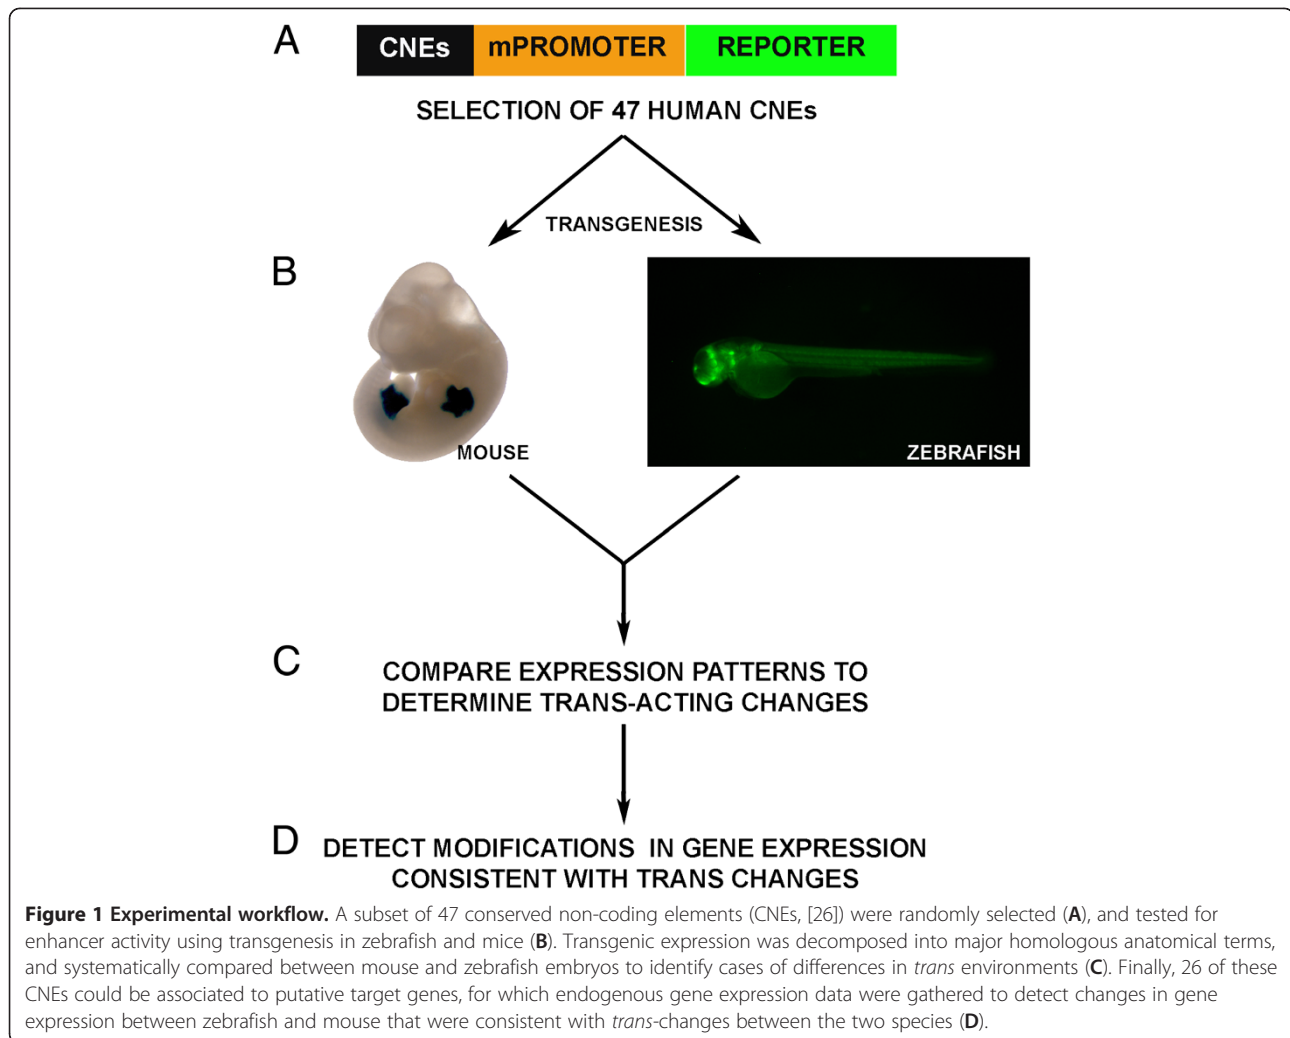 A
CNEs mPROMOTER REPORTER
SELECTION OF 47 HUMAN CNEs
TRANSGENESIS
B
MOUSE
ZEBRAFISH
C
COMPARE EXPRESSION PATTERNS TO
DETERMINE TRANS-ACTING CHANGES
D
DETECT MODIFICATIONS IN GENE EXPRESSION
CONSISTENT WITH TRANS CHANGES
Figure 1 Experimental workflow. A subset of 47 conserved non-coding elements (CNEs, [26]) were randomly selected (A), and tested for
enhancer activity using transgenesis in zebrafish and mice (B). Transgenic expression was decomposed into major homologous anatomical terms,
and systematically compared between mouse and zebrafish embryos to identify cases of differences in trans environments (C). Finally, 26 of these
CNEs could be associated to putative target genes, for which endogenous gene expression data were gathered to detect changes in gene
expression between zebrafish and mouse that were consistent with trans-changes between the two species (D).